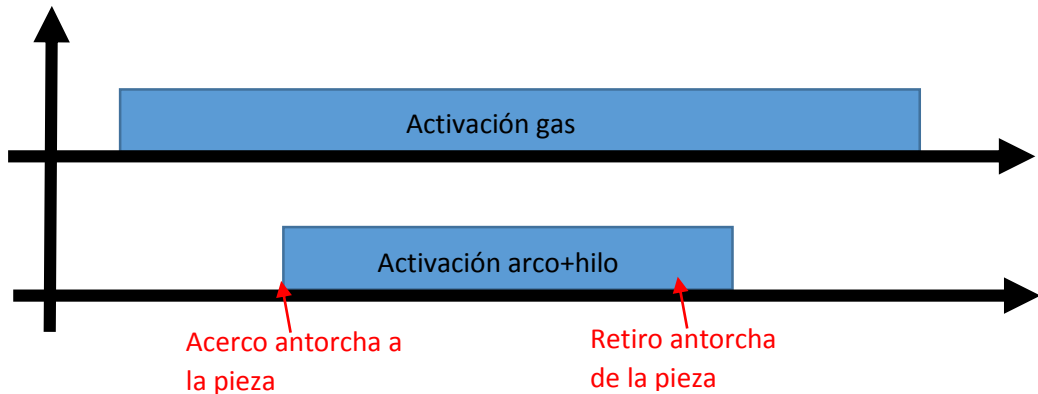 Activación gas
Activación arco+hilo
Acerco antorcha a
la pieza
Retiro antorcha
de la pieza